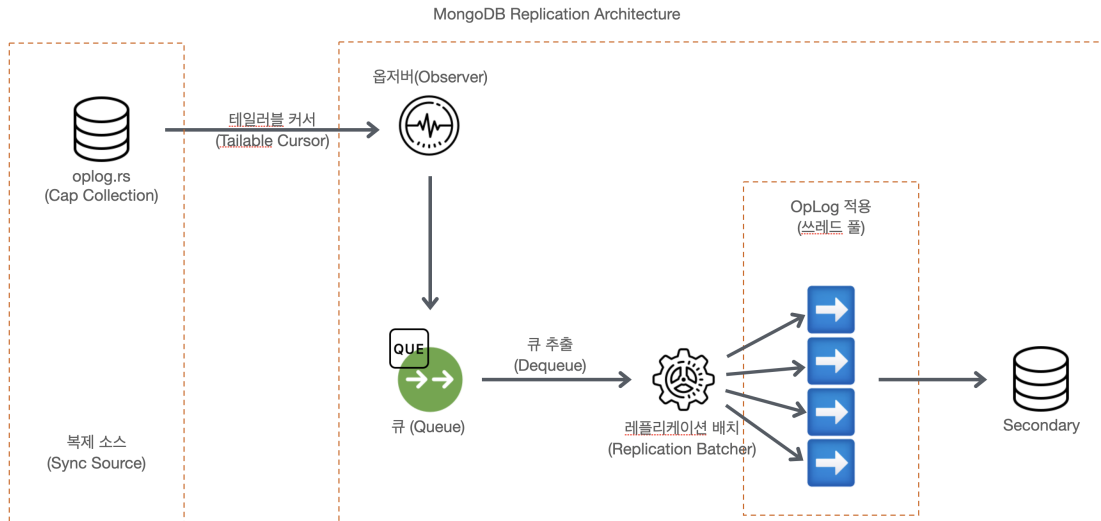 MongoDB Replication Architecture
oplog.rs
(Cap Collection)
테일러블 커서
(Tailable Cursor)
옵저버(Observer)
QUE
큐 (Queue)
큐 추출
(Dequeue)
레플리케이션 배치
(Replication Batcher)
OpLog 적용
(쓰레드 풀)
Secondary
복제 소스
(Sync Source)